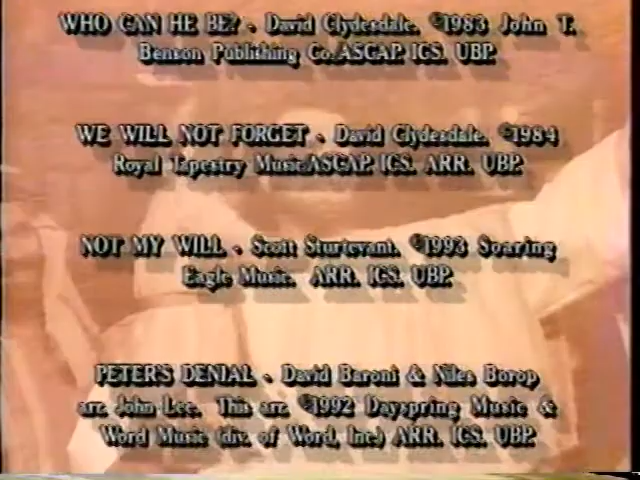 WHO CAN HE BE? - David Clydesdale. ©1983 John T.
Benson Publishing Co.ASCAP. ICS. UBP.
WE WILL NOT FORGET - David Clydesdale. ©1984
Royal Tapestry Music.ASCAP. ICS. ARR. UBP.
NOT MY WILL - Scott Sturtevant. ©1993 Soaring
Eagle Music. ARR. ICS. UBP.
PETER'S DENIAL - David Baroni & Niles Borop
arr. John Lee. This arr. ©1992 Dayspring Music &
Word Music (div. of Word, Inc) ARR. ICS. UBP.